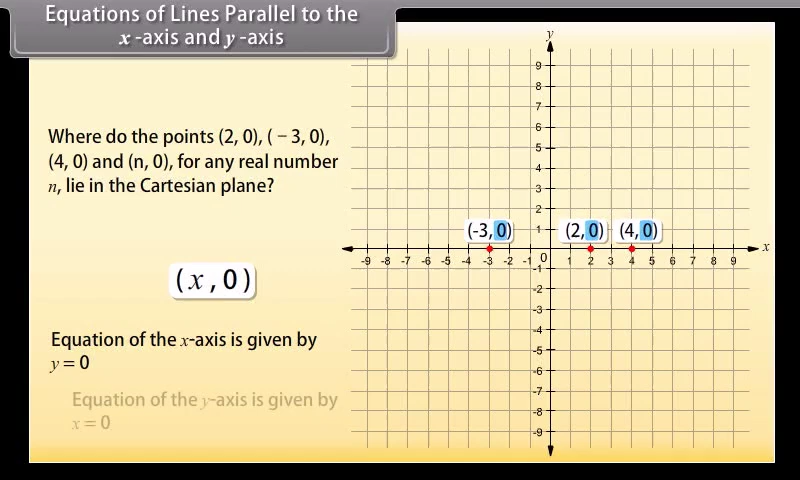 Equations of Lines Parallel to the
x -axis and y -axis
Where do the points (2, 0), ( − 3, 0),
(4, 0) and (n, 0), for any real number
n, lie in the Cartesian plane?
( x , 0 )
Equation of the x-axis is given by
y = 0
Equation of the y-axis is given by
x = 0
y
9
8
7
6
5
4
3
2
1
(-3, 0) (2, 0) (4, 0)
x
-9 -8 -7 -6 -5 -4 -3 -2 -1 0 1 2 3 4 5 6 7 8 9
-1
-2
-3
-4
-5
-6
-7
-8
-9